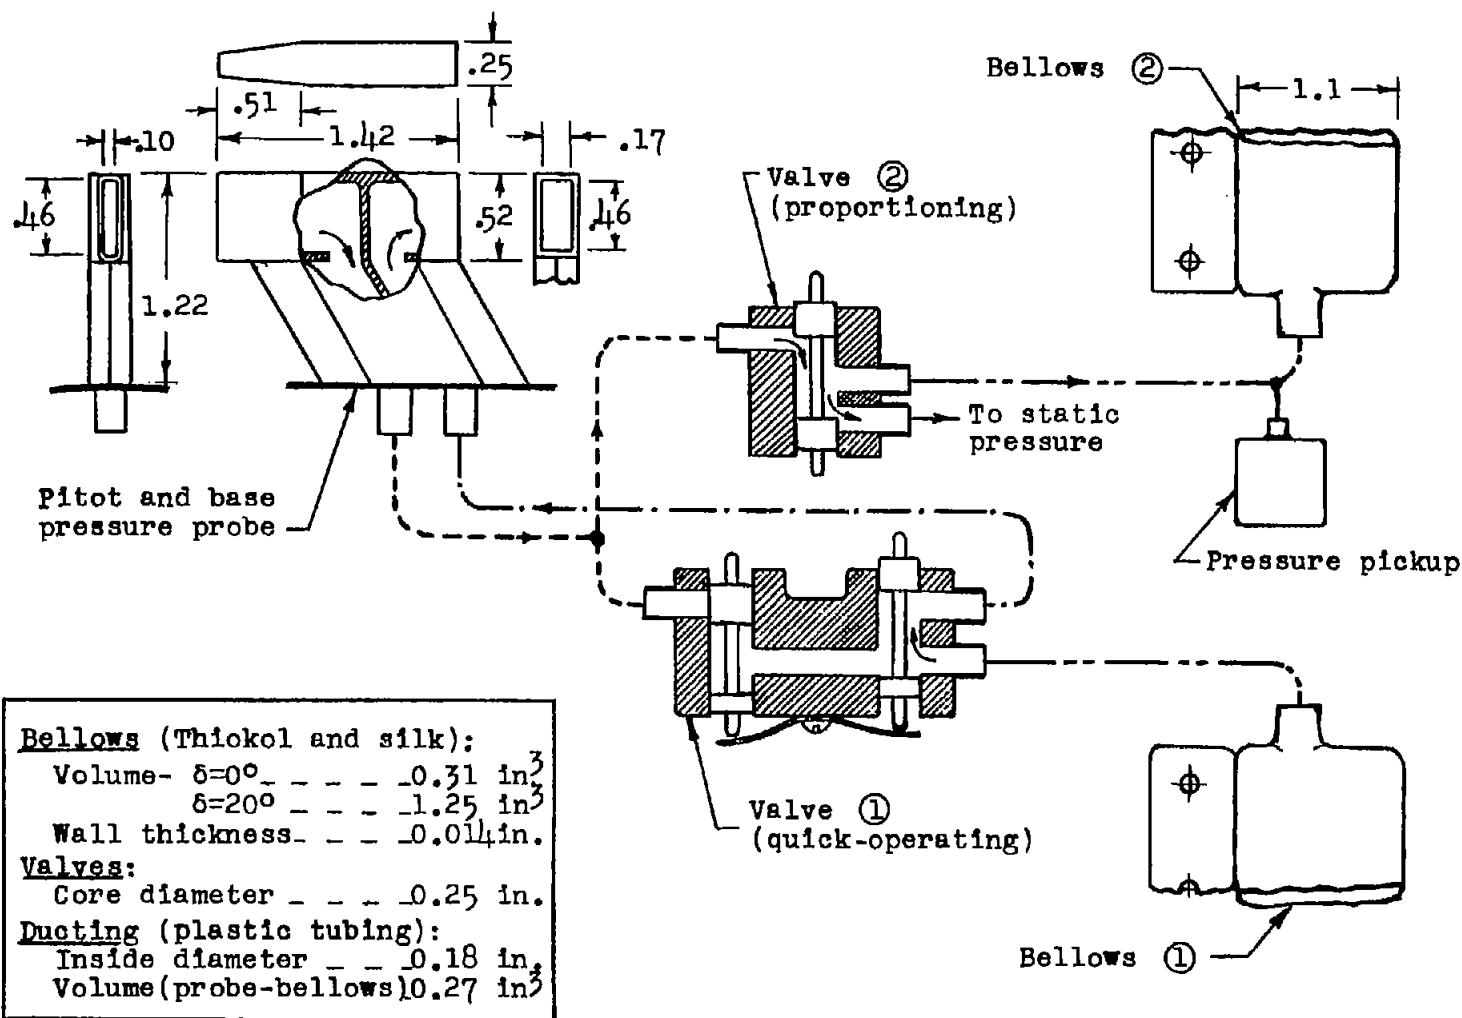 .25
.51
1.42
.10
.17
.46
.52
.46
1.22
Bellows ②
1.1
Valve ②
(proportioning)
To static
pressure
Pitot and base
pressure probe
Pressure pickup
Valve ①
(quick-operating)
Bellows ①
Bellows (Thiokol and silk):
Volume- δ=0° _ _ _ _ 0.31 in.3
δ=20° _ _ _ _ 1.25 in3
Wall thickness _ _ _ _ 0.014in.
Valves:
Core diameter _ _ _ _ 0.25 in.
Ducting (plastic tubing):
Inside diameter _ _ _ 0.18 in.
Volume(probe-bellows)0.27 in3